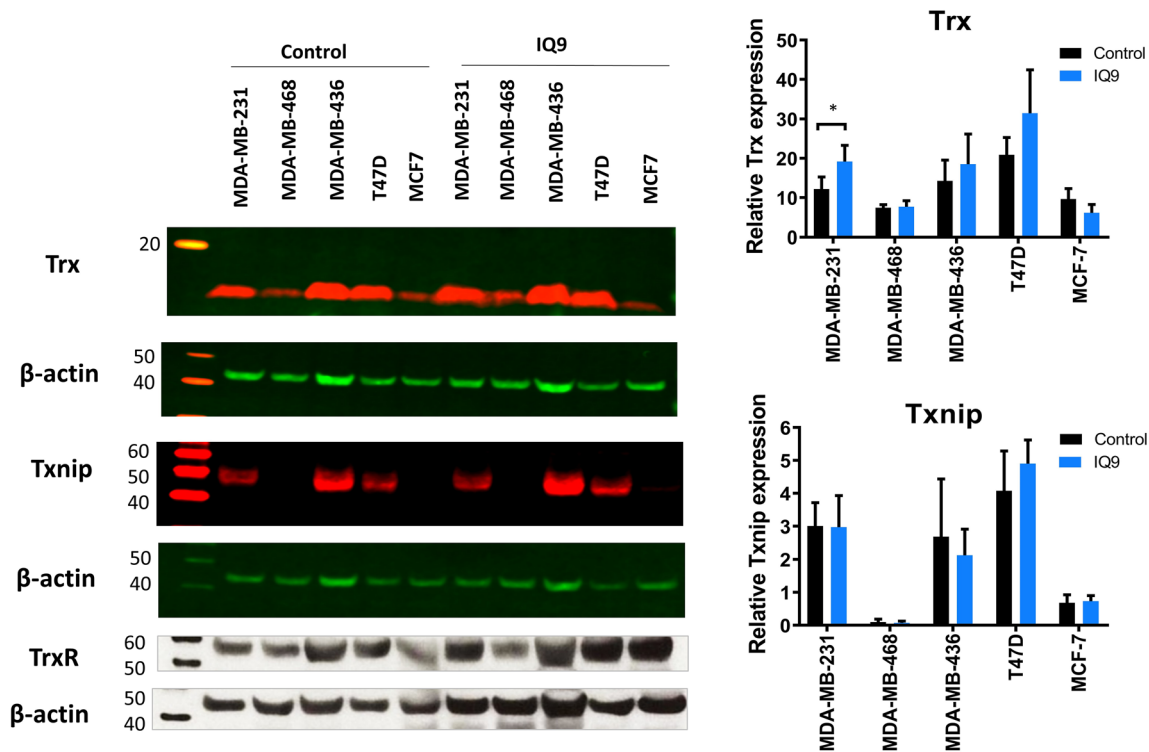 Control
IQ9
MDA-MB-231
MDA-MB-468
MDA-MB-436
T47D
MCF7
MDA-MB-231
MDA-MB-468
MDA-MB-436
T47D
MCF7
Trx
20
β-actin
50
40
Txnip
60
50
40
β-actin
50
40
TrxR
60
50
β-actin
50
40
Trx
Relative Trx expression
50
40
30
20
10
0
*
Control
IQ9
MDA-MB-231
MDA-MB-468
MDA-MB-436
T47D
MCF-7
Txnip
Relative Txnip expression
6
5
4
3
2
1
0
Control
IQ9
MDA-MB-231
MDA-MB-468
MDA-MB-436
T47D
MCF-7